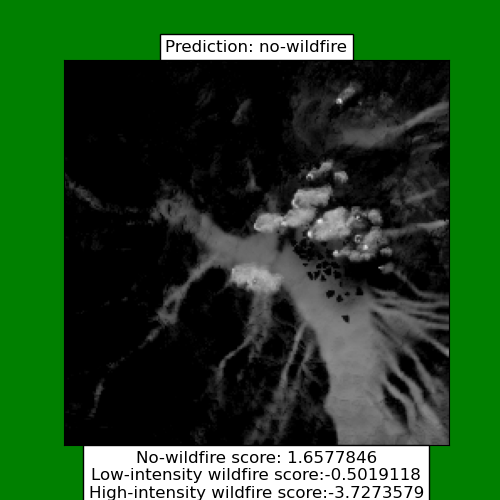 Prediction: no-wildfire
No-wildfire score: 1.6577846
Low-intensity wildfire score:-0.5019118
High-intensity wildfire score:-3.7273579